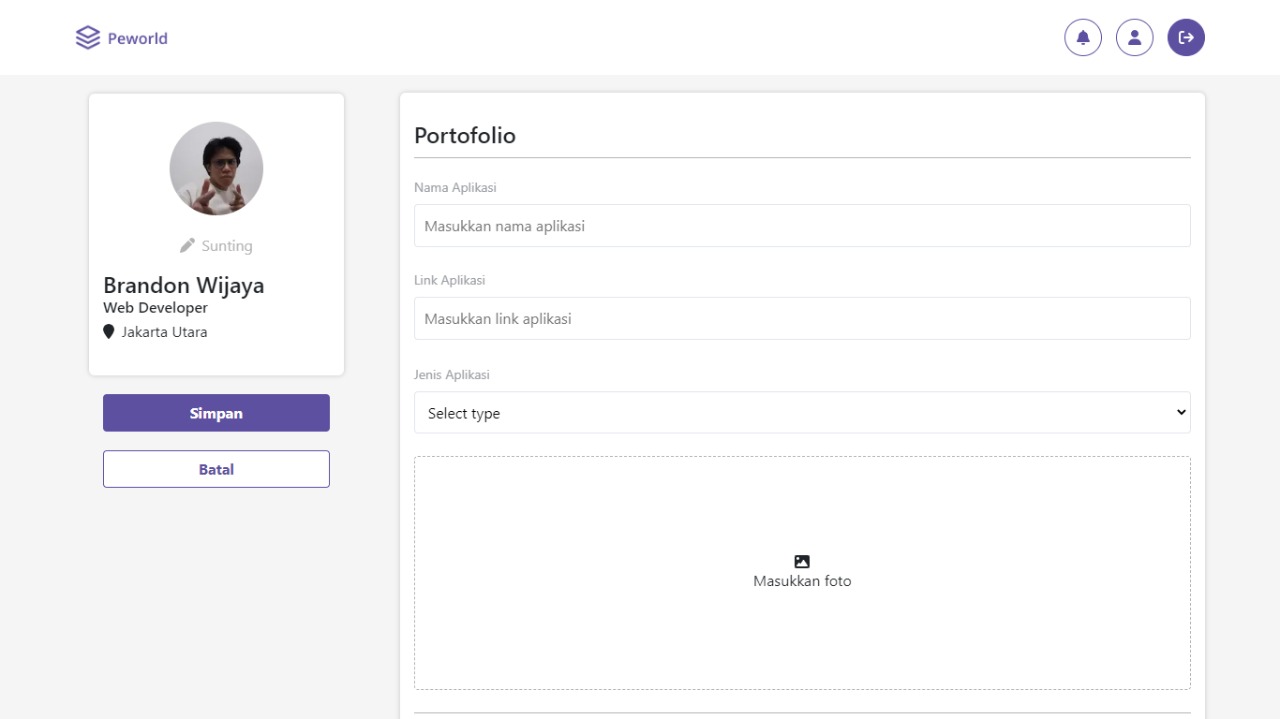 Peworld
Sunting
Brandon Wijaya
Web Developer
Jakarta Utara
Simpan
Batal
Portofolio
Nama Aplikasi
Masukkan nama aplikasi
Link Aplikasi
Masukkan link aplikasi
Jenis Aplikasi
Select type
Masukkan foto